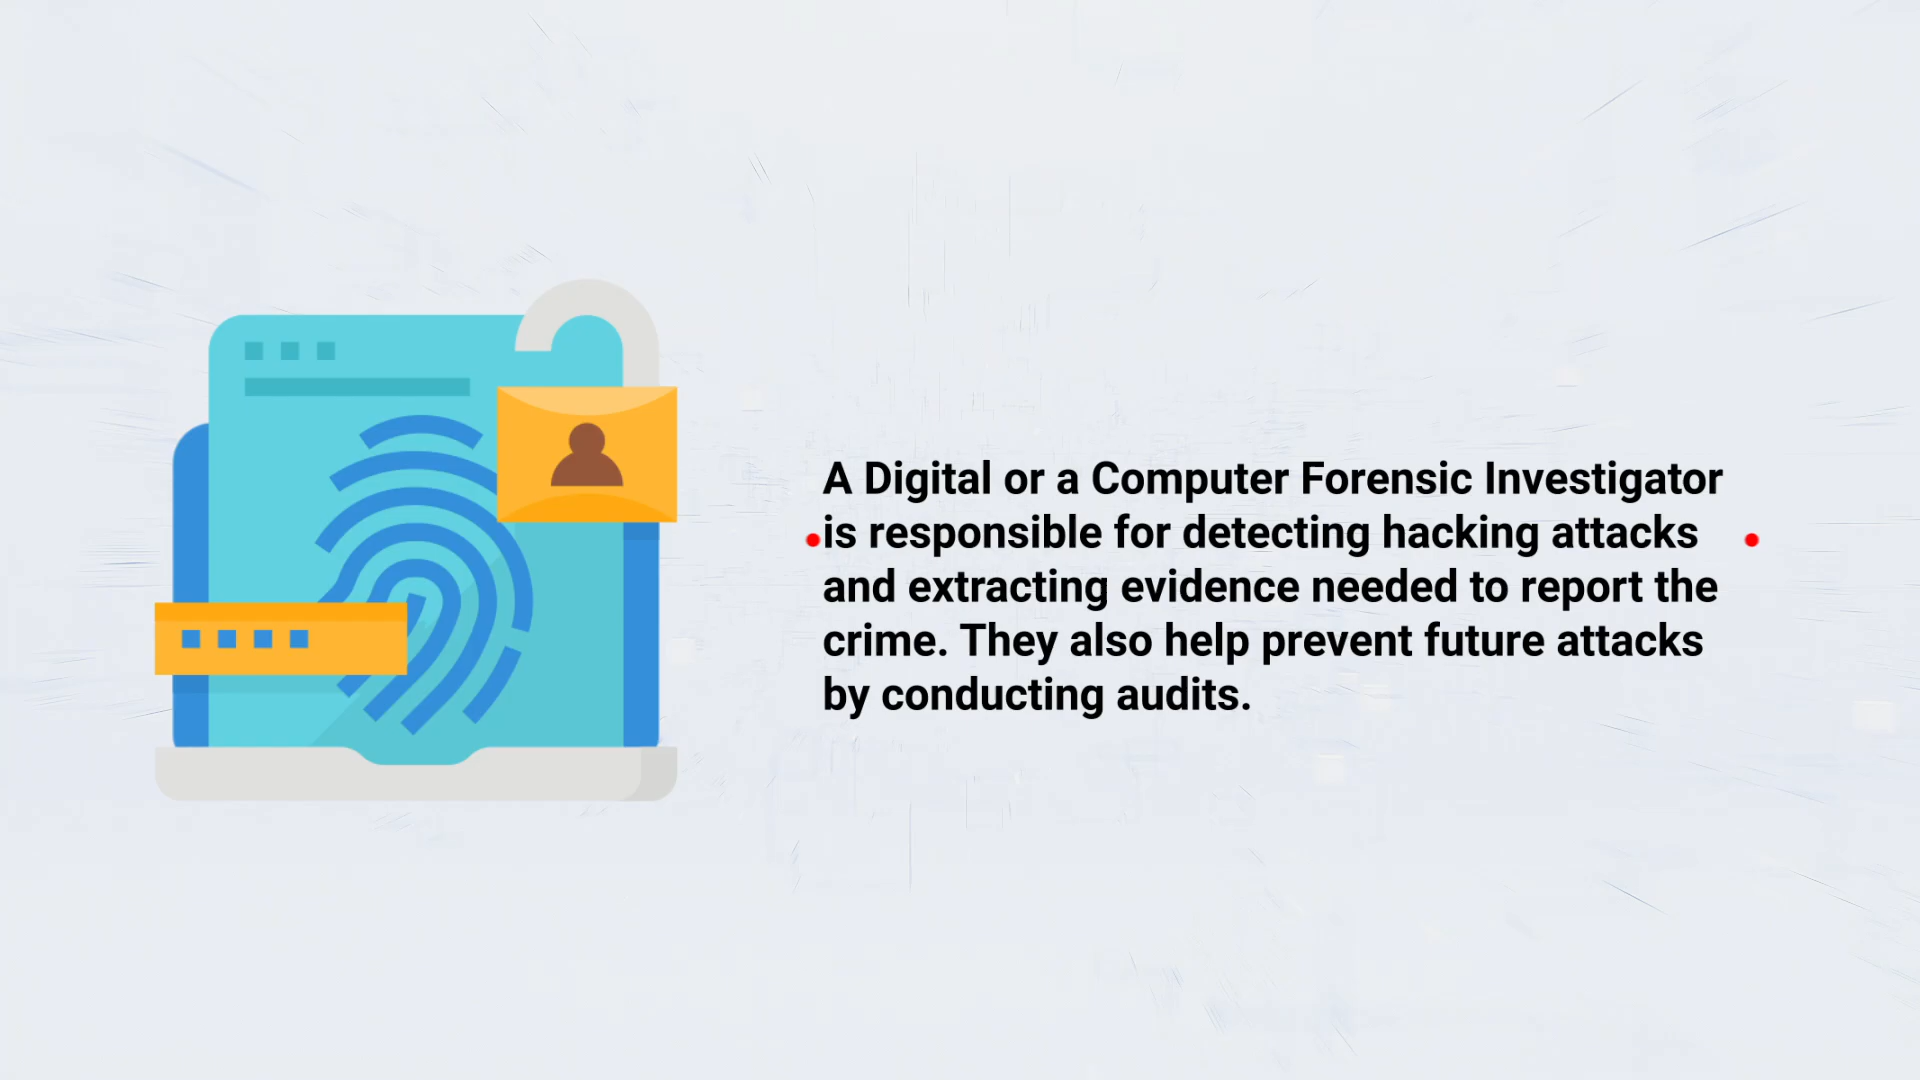 A Digital or a Computer Forensic Investigator
is responsible for detecting hacking attacks
and extracting evidence needed to report the
crime. They also help prevent future attacks
by conducting audits.